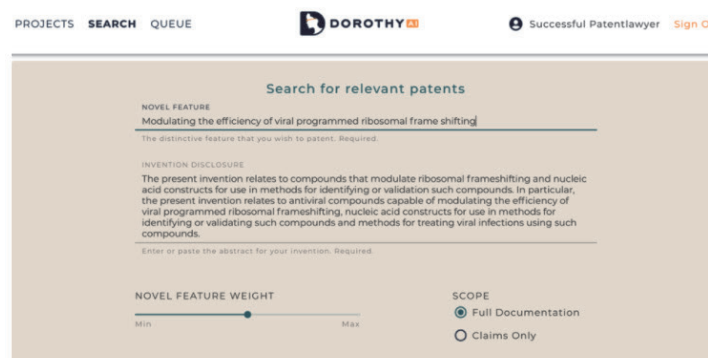 PROJECTS SEARCH QUEUE DOROTHY AI Successful Patentlawyer Sign O
Search for relevant patents
NOVEL FEATURE
Modulating the efficiency of viral programmed ribosomal frame shifting
The distinctive feature that you wish to patent. Required.
INVENTION DISCLOSURE
The present invention relates to compounds that modulate ribosomal frameshifting and nucleic
acid constructs for use in methods for identifying or validation such compounds. In particular,
the present invention relates to antiviral compounds capable of modulating the efficiency of
viral programmed ribosomal frameshifting, nucleic acid constructs for use in methods for
identifying or validating such compounds and methods for treating viral infections using such
compounds.
Enter or paste the abstract for your invention. Required.
NOVEL FEATURE WEIGHT SCOPE
Full Documentation
Min Max
Claims Only